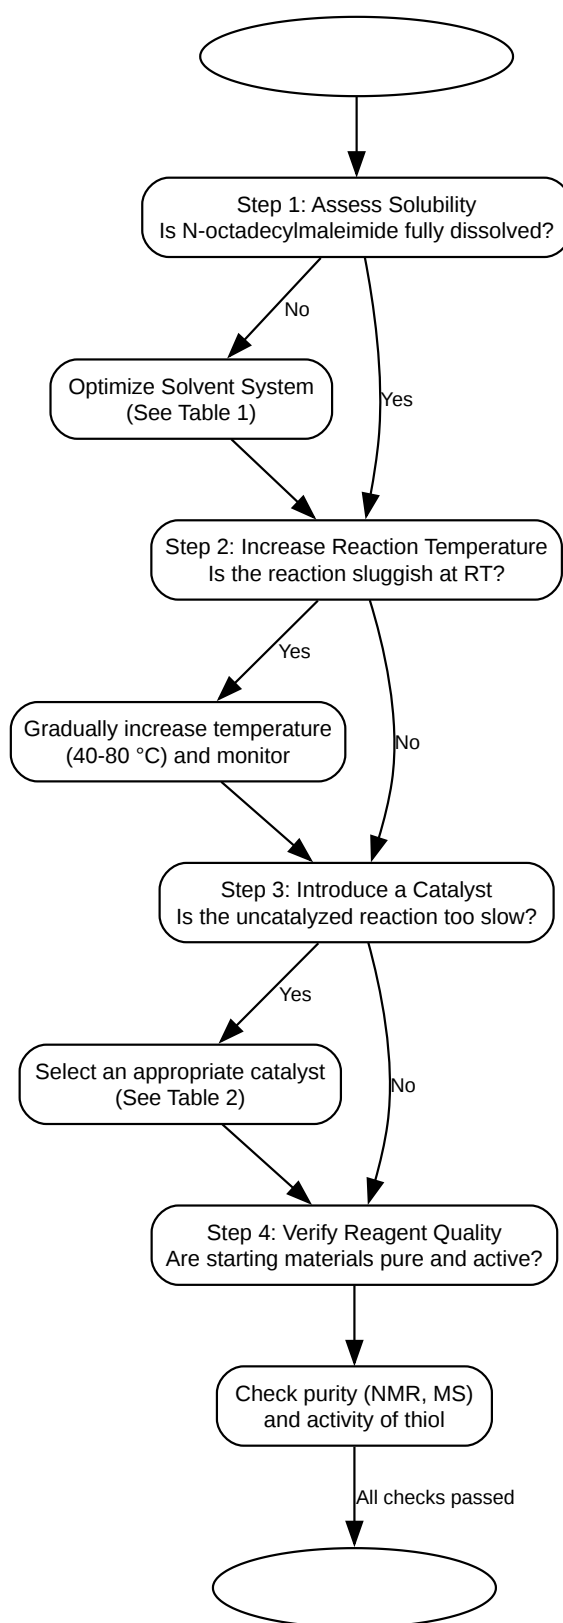 Step 1: Assess Solubility
Is N-octadecylmaleimide fully dissolved?
No
Yes
Optimize Solvent System
(See Table 1)
Step 2: Increase Reaction Temperature
Is the reaction sluggish at RT?
Yes
No
Gradually increase temperature
(40-80 °C) and monitor
Step 3: Introduce a Catalyst
Is the uncatalyzed reaction too slow?
Yes
No
Select an appropriate catalyst
(See Table 2)
Step 4: Verify Reagent Quality
Are starting materials pure and active?
Check purity (NMR, MS)
and activity of thiol
All checks passed